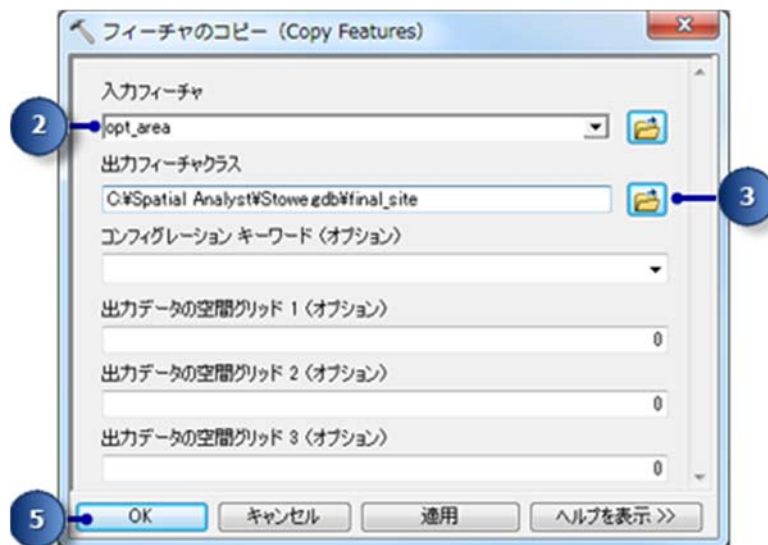 フィーチャのコピー (Copy Features)
入力フィーチャ
2
opt_area
出力フィーチャクラス
C:¥Spatial Analyst¥Stowe.gdb¥final_site
3
コンフィグレーション キーワード (オプション)
出力データの空間グリッド 1 (オプション)
0
出力データの空間グリッド 2 (オプション)
0
出力データの空間グリッド 3 (オプション)
0
5
OK キャンセル 適用 ヘルプを表示 >>